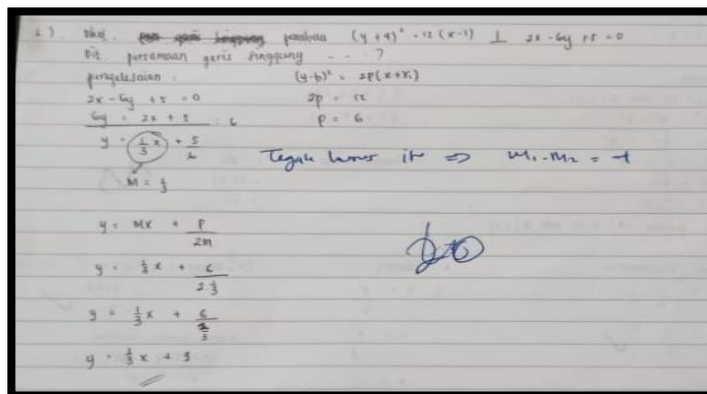 Diket. parabola (y + 4)² = 12 (x-1) ⊥ 2x - 6y + 5 = 0
Dit. persamaan garis singgung ... ?
penyelesaian : (y-b)² = 2p(x+x₁)
2x - 6y + 5 = 0 2p = 12
6y = 2x + 5 : 6 p = 6
y = 1/3 x + 5/6
Tegak lurus itu ⇒ m₁.m₂ = -1
M = 1/3
y = mx + p/2m
y = 1/3 x + 6/2 1/3
y = 1/3 x + 6/2/3
y = 1/3 x + 9